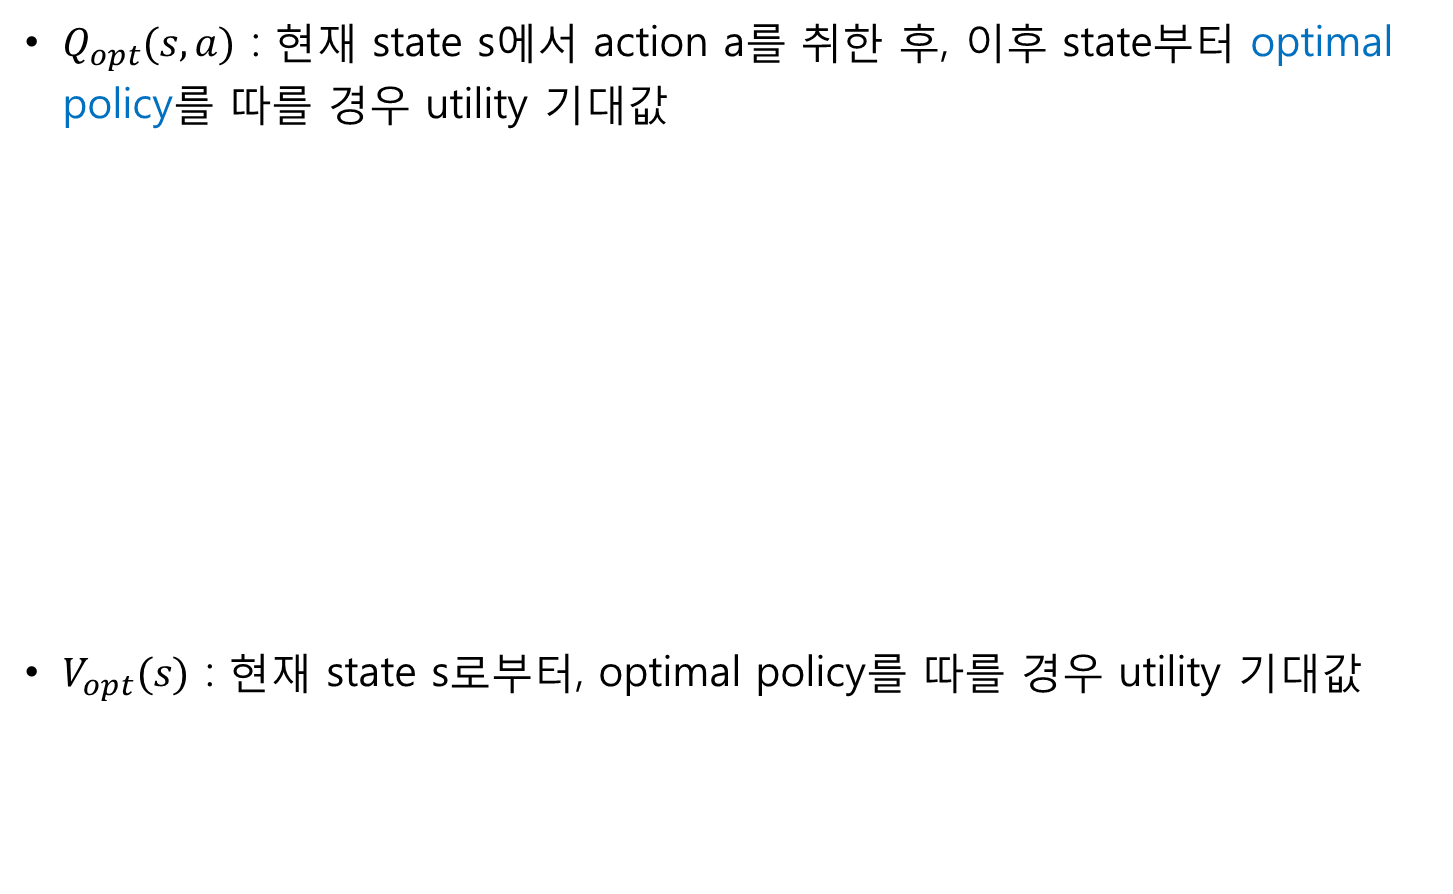 • Q_opt(s, a) : 현재 state s에서 action a를 취한 후, 이후 state부터 optimal
policy를 따를 경우 utility 기대값
• V_opt(s) : 현재 state s로부터, optimal policy를 따를 경우 utility 기대값